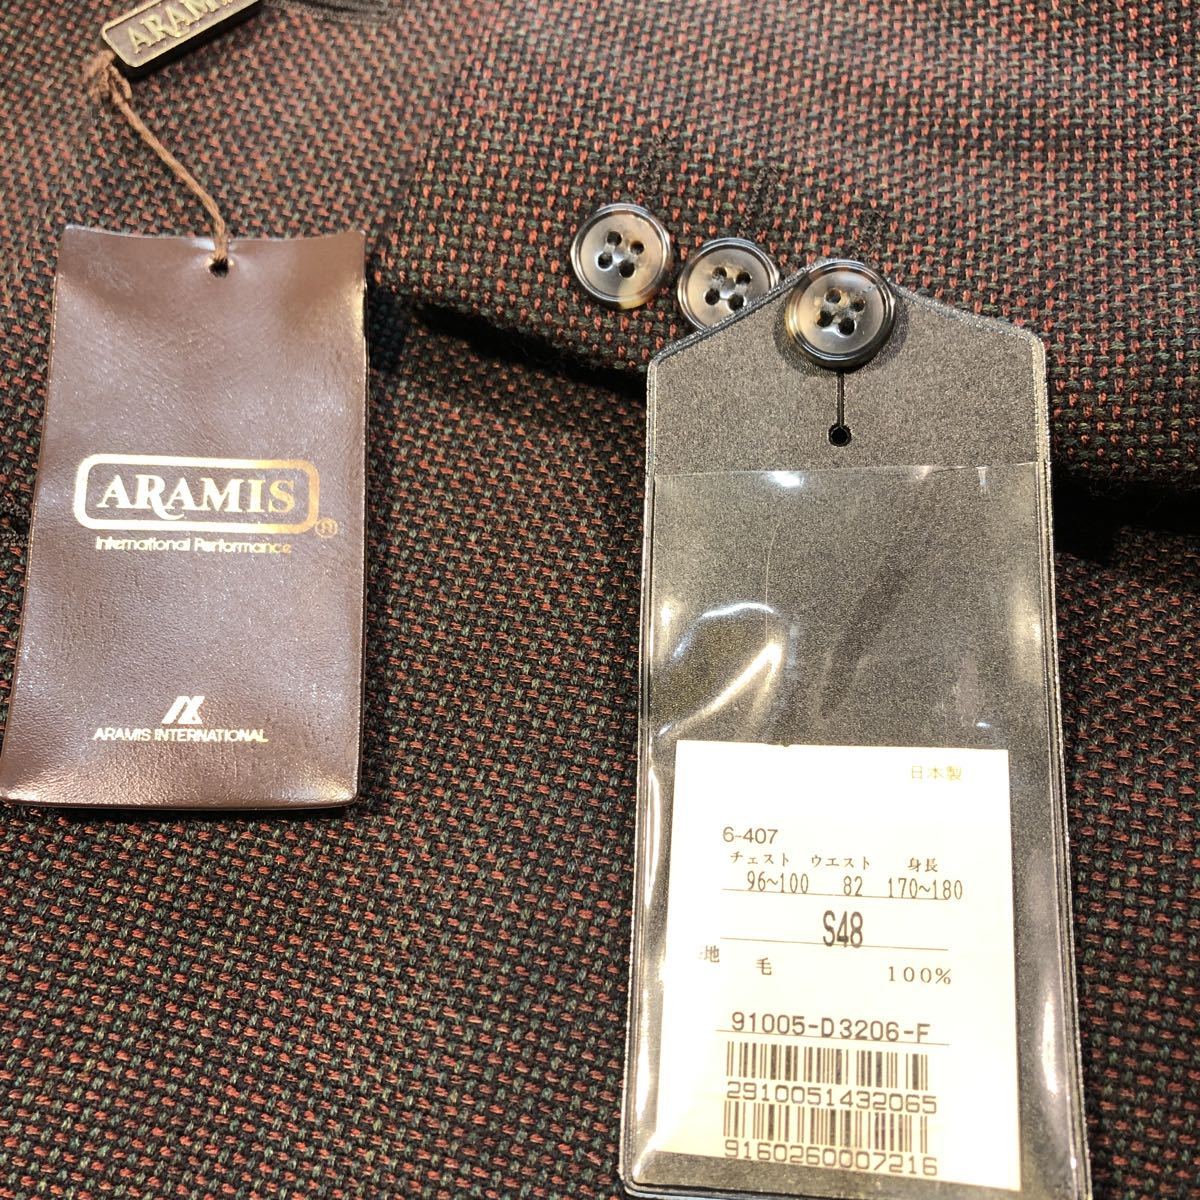 ARAMIS
ARAMIS
®
International Performance
ARAMIS INTERNATIONAL
日本製
6-407
チェスト ウエスト 身長
96~100 82 170~180
S48
地 毛 100%
91005-D3206-F
2910051432065
9160260007216